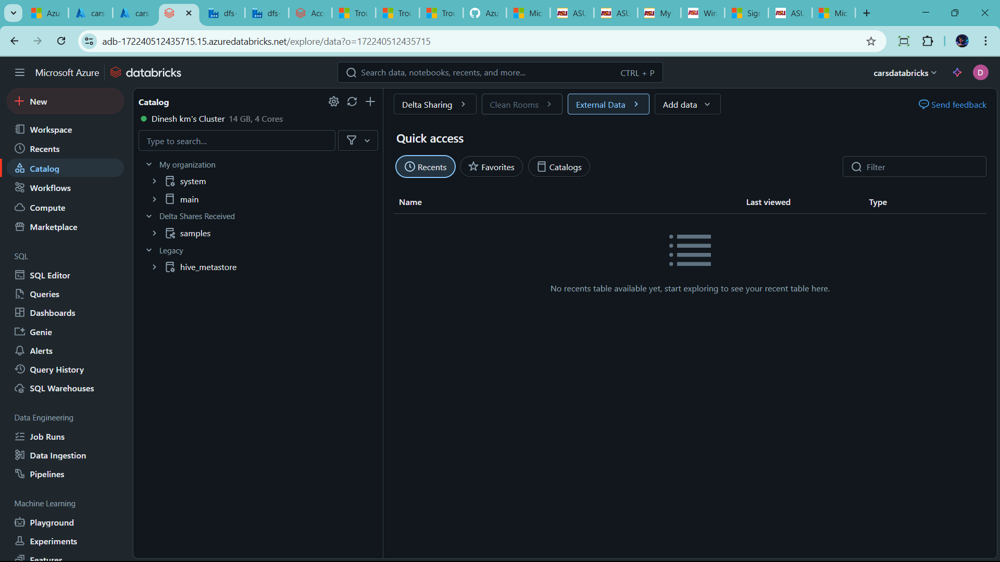 Azu
cars
cars
dfs-
dfs-
Acc
Trou
Trou
Trou
Azu
Mic
ASU
ASU
My
Win
Sign
ASU
Mic
adb-172240512435715.15.azuredatabricks.net/explore/data?o=172240512435715
Microsoft Azure
databricks
Search data, notebooks, recents, and more...
CTRL + P
carsdatabricks
D
New
Workspace
Recents
Catalog
Workflows
Compute
Marketplace
SQL
SQL Editor
Queries
Dashboards
Genie
Alerts
Query History
SQL Warehouses
Data Engineering
Job Runs
Data Ingestion
Pipelines
Machine Learning
Playground
Experiments
Features
Catalog
Dinesh km's Cluster 14 GB, 4 Cores
Type to search...
My organization
system
main
Delta Shares Received
samples
Legacy
hive_metastore
Delta Sharing
Clean Rooms
External Data
Add data
Send feedback
Quick access
Recents
Favorites
Catalogs
Filter
Name
Last viewed
Type
No recents table available yet, start exploring to see your recent table here.